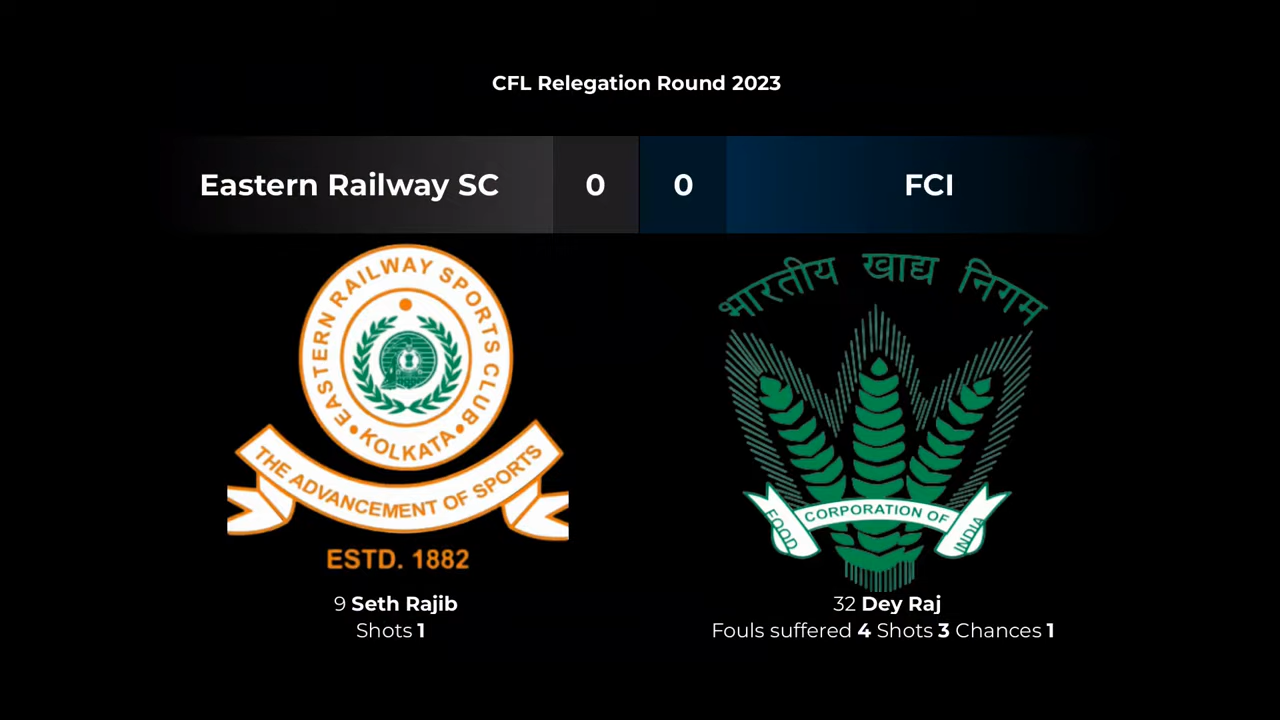 CFL Relegation Round 2023
Eastern Railway SC 0 0 FCI
EASTERN RAILWAY SPORTS CLUB
• KOLKATA •
THE ADVANCEMENT OF SPORTS
ESTD. 1882
भारतीय खाद्य निगम
FOOD CORPORATION OF INDIA
9 Seth Rajib
Shots 1
32 Dey Raj
Fouls suffered 4 Shots 3 Chances 1